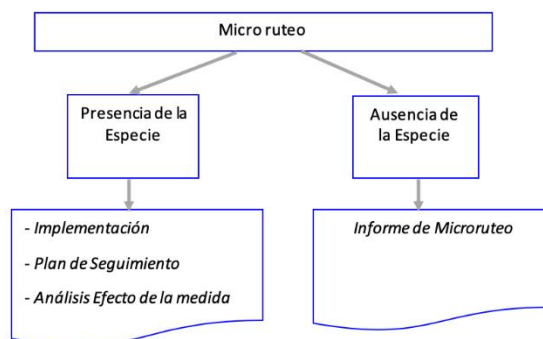 Micro ruteo
Presencia de la
Especie
Ausencia de
la Especie
- Implementación
- Plan de Seguimiento
- Análisis Efecto de la medida
Informe de Microruteo